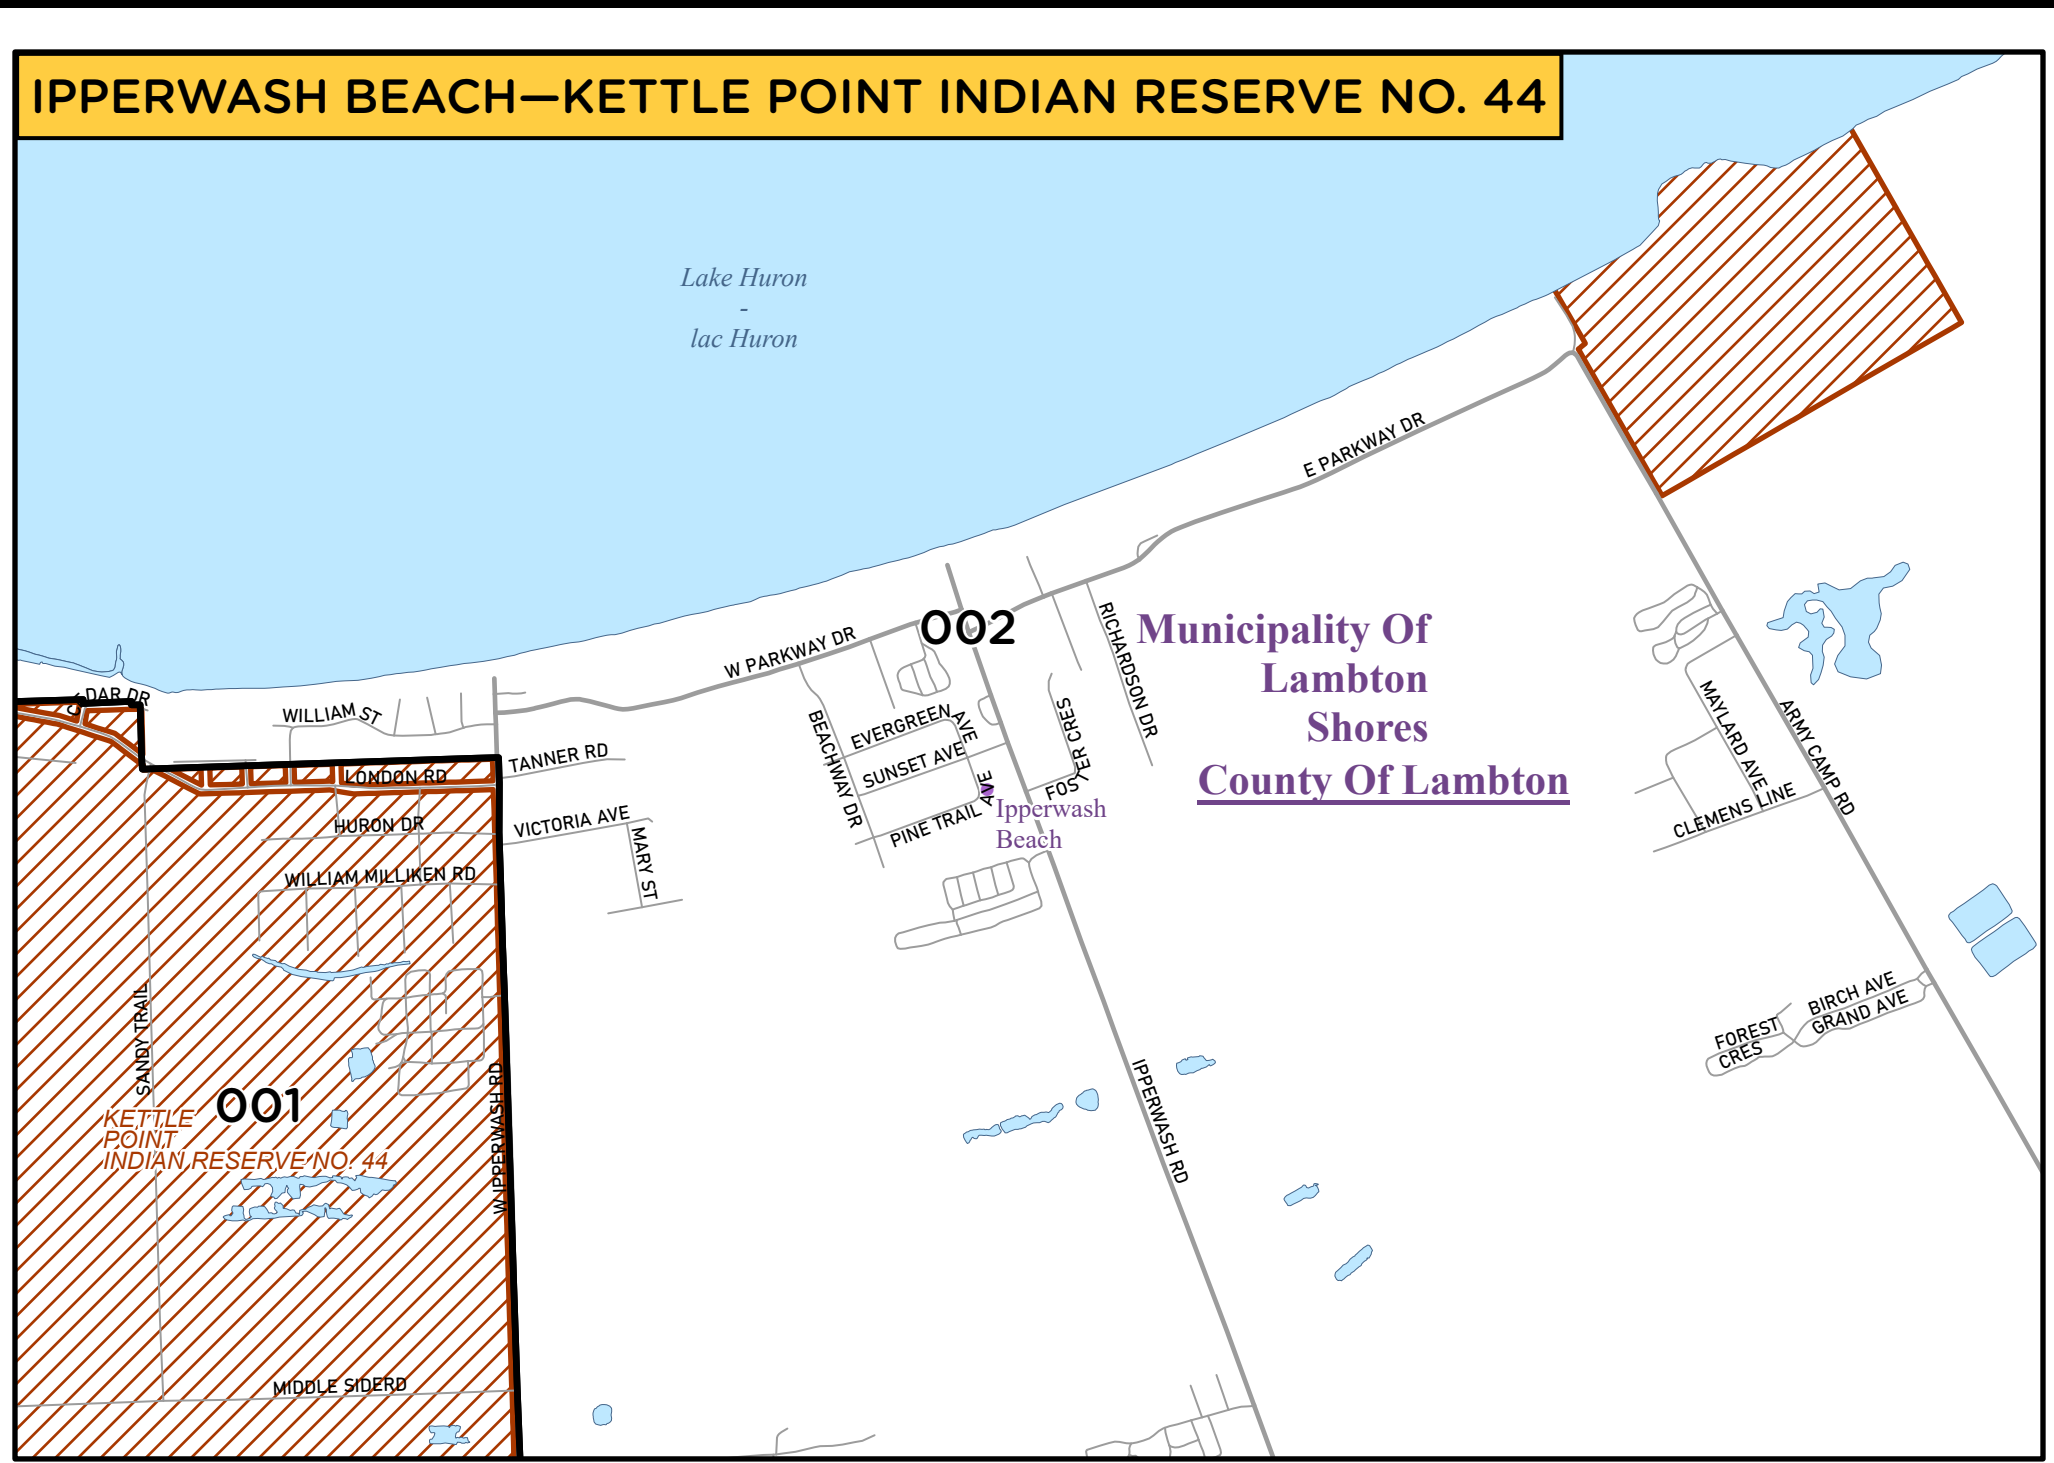 IPPERWASH BEACH—KETTLE POINT INDIAN RESERVE NO. 44
Lake Huron
-
lac Huron
E PARKWAY DR
002
W PARKWAY DR
RICHARDSON DR
Municipality Of
Lambton
Shores
County Of Lambton
CEDAR DR
WILLIAM ST
TANNER RD
LONDON RD
BEACHWAY DR
EVERGREEN
AVE
SUNSET AVE
PINE TRAIL
AVE
FOSTER CRES
Ipperwash
Beach
MAYLARD AVE
ARMY CAMP RD
CLEMENS LINE
HURON DR
VICTORIA AVE
MARY ST
WILLIAM MILLIKEN RD
SANDY TRAIL
W IPPERWASH RD
IPPERWASH RD
BIRCH AVE
GRAND AVE
FOREST
CRES
001
KETTLE
POINT
INDIAN RESERVE NO. 44
MIDDLE SIDERD